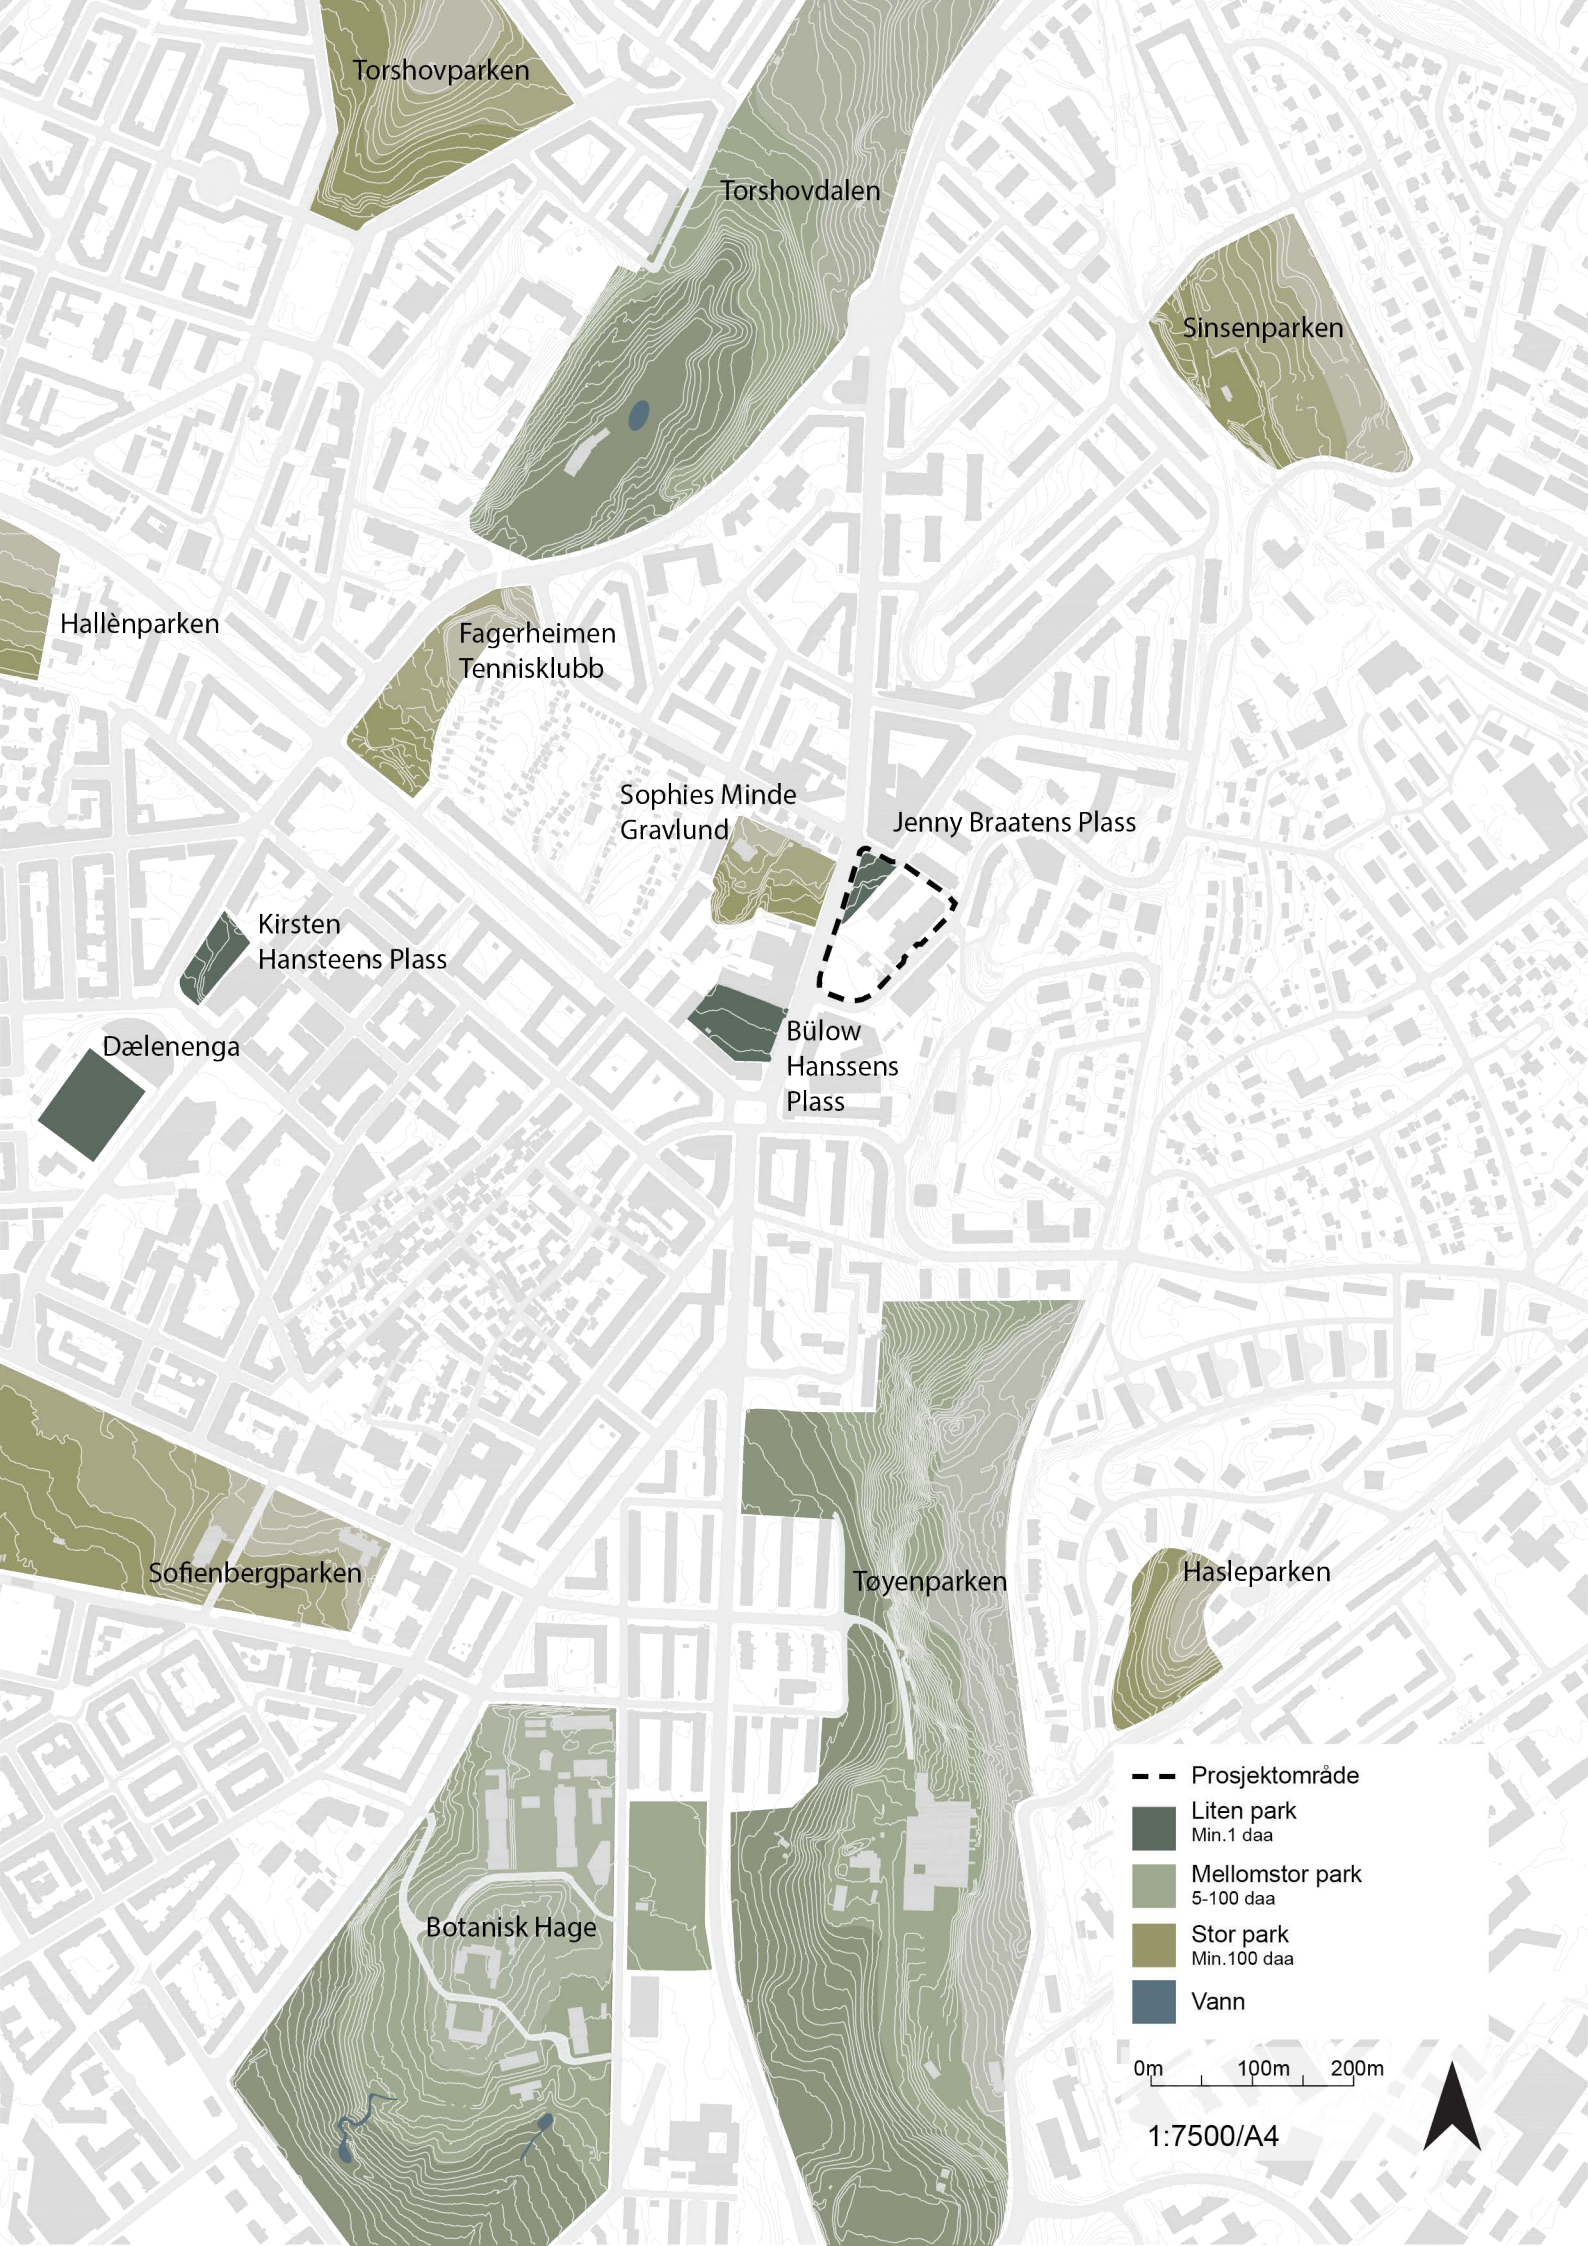 Torshovparken
Torshovdalen
Sinsenparken
Hallènparken
Fagerheimen
Tennisklubb
Sophies Minde
Gravlund
Jenny Braatens Plass
Kirsten
Hansteens Plass
Dælenenga
Bülow
Hanssens
Plass
Sofienbergparken
Tøyenparken
Hasleparken
Botanisk Hage
Prosjektområde
Liten park
Min.1 daa
Mellomstor park
5-100 daa
Stor park
Min.100 daa
Vann
0m 100m 200m
1:7500/A4